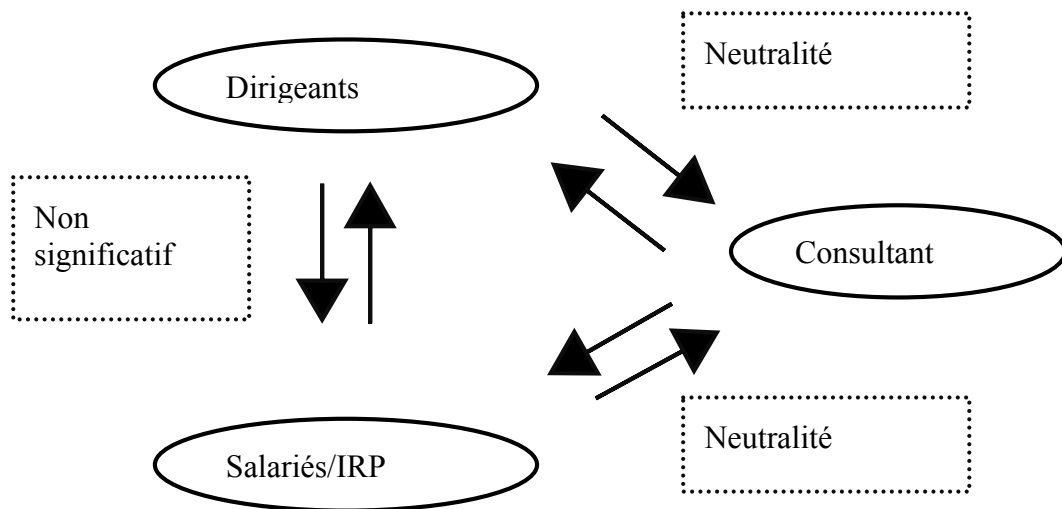 Neutralité
Dirigeants
Non
significatif
Consultant
Neutralité
Salariés/IRP